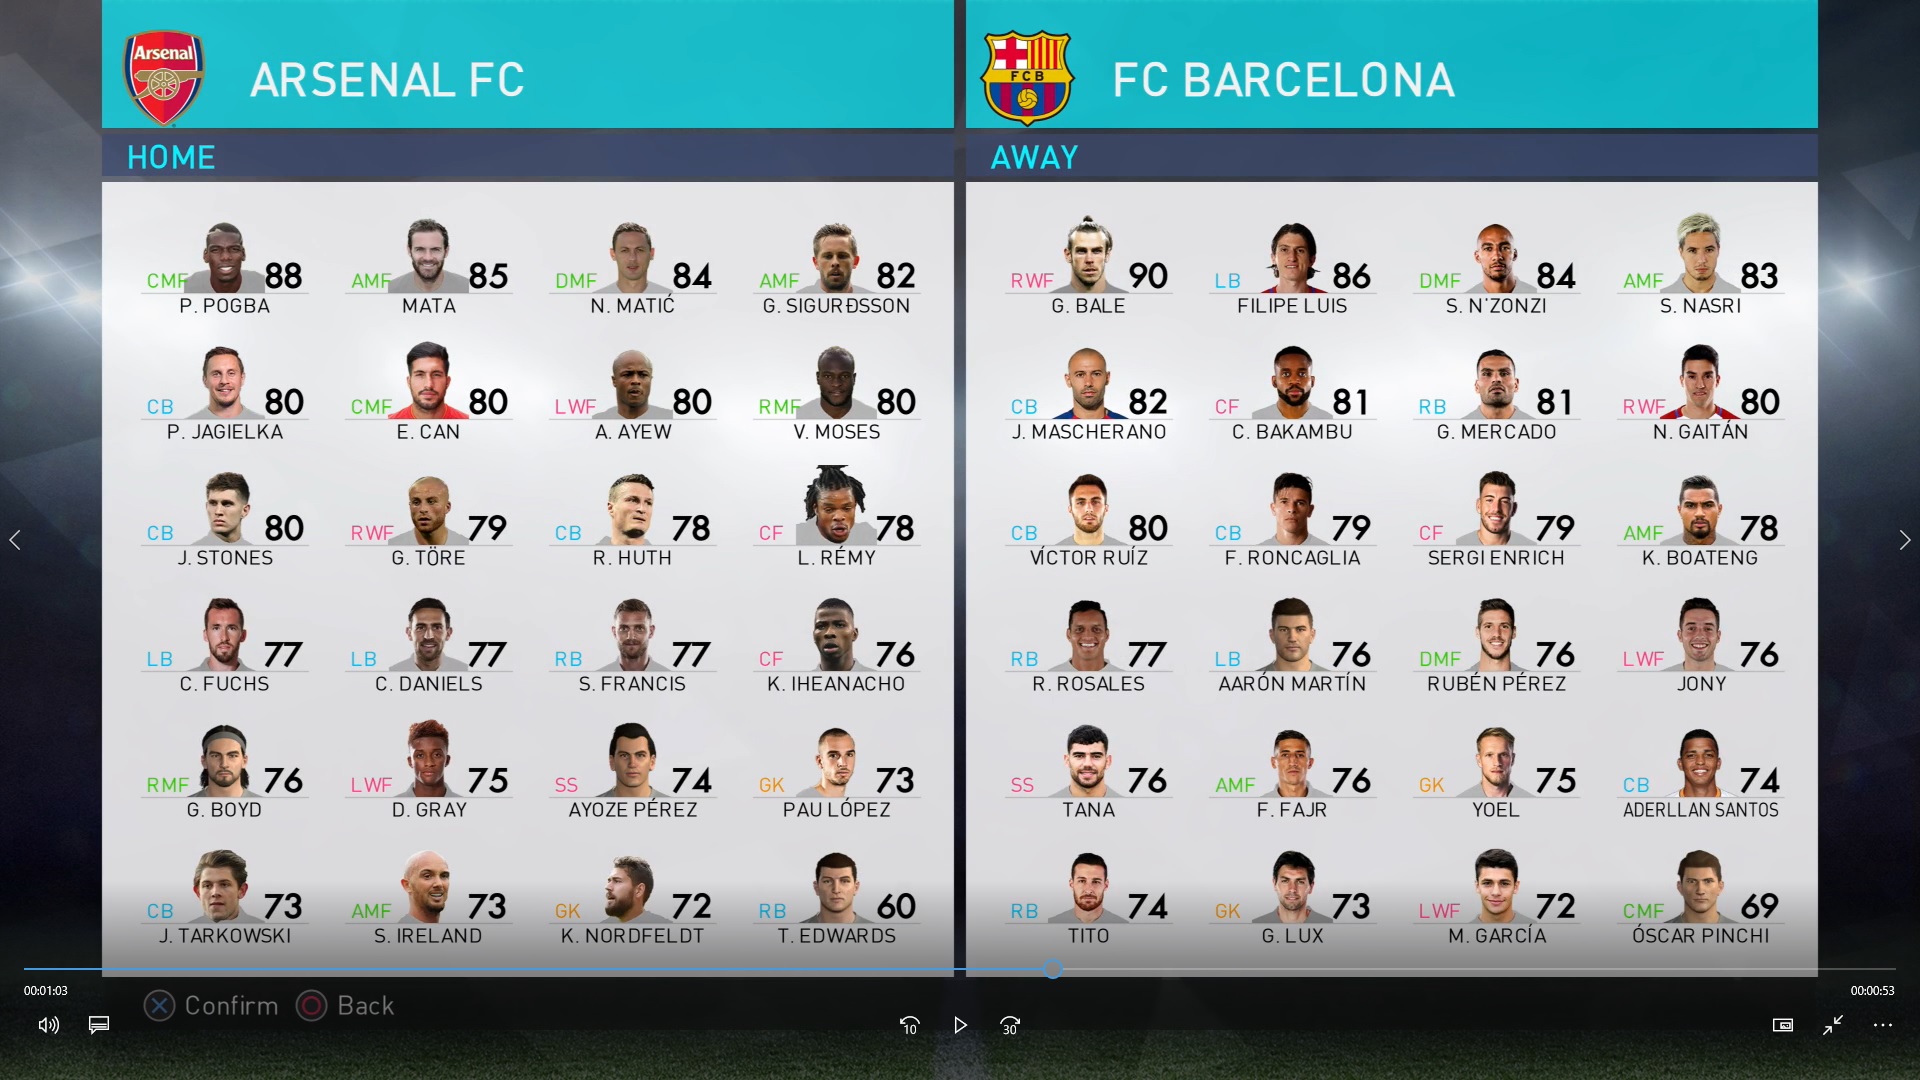 Arsenal
ARSENAL FC
FCB
FC BARCELONA
HOME
AWAY
CMF 88 AMF 85 DMF 84 AMF 82
P. POGBA MATA N. MATIĆ G. SIGURÐSSON
RWF 90 LB 86 DMF 84 AMF 83
G. BALE FILIPE LUIS S. N'ZONZI S. NASRI
CB 80 CMF 80 LWF 80 RMF 80
P. JAGIELKA E. CAN A. AYEW V. MOSES
CB 82 CF 81 RB 81 RWF 80
J. MASCHERANO C. BAKAMBU G. MERCADO N. GAITÁN
CB 80 RWF 79 CB 78 CF 78
J. STONES G. TÖRE R. HUTH L. RÉMY
CB 80 CB 79 CF 79 AMF 78
VÍCTOR RUÍZ F. RONCAGLIA SERGI ENRICH K. BOATENG
LB 77 LB 77 RB 77 CF 76
C. FUCHS C. DANIELS S. FRANCIS K. IHEANACHO
RB 77 LB 76 DMF 76 LWF 76
R. ROSALES AARÓN MARTÍN RUBÉN PÉREZ JONY
RMF 76 LWF 75 SS 74 GK 73
G. BOYD D. GRAY AYOZE PÉREZ PAU LÓPEZ
SS 76 AMF 76 GK 75 CB 74
TANA F. FAJR YOEL ADERLLAN SANTOS
CB 73 AMF 73 GK 72 RB 60
J. TARKOWSKI S. IRELAND K. NORDFELDT T. EDWARDS
RB 74 GK 73 LWF 72 CMF 69
TITO G. LUX M. GARCÍA ÓSCAR PINCHI
00:01:03
00:00:53
Confirm Back
10
30